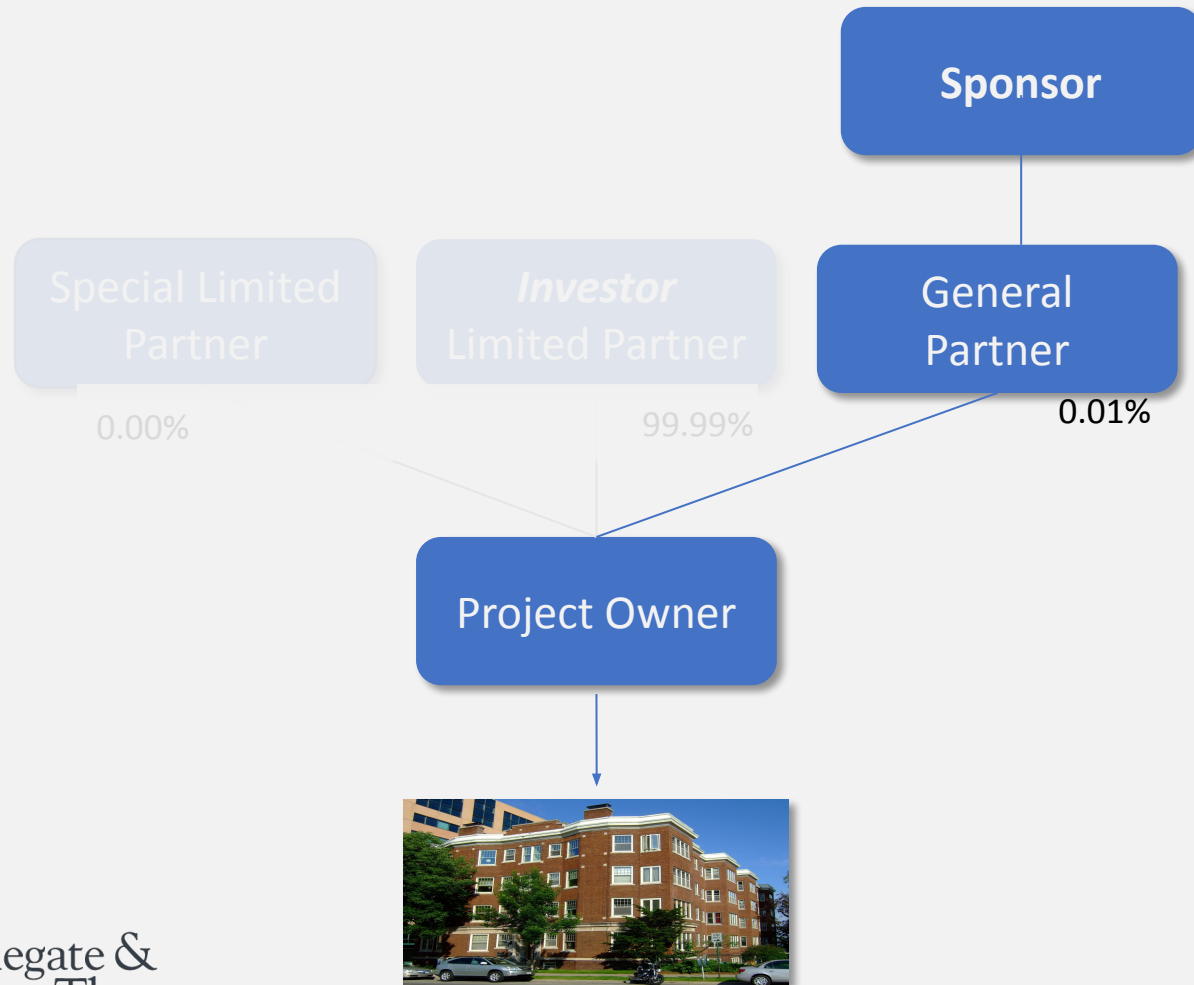 Sponsor
Special Limited
Partner
Investor
Limited Partner
General
Partner
0.00%
99.99%
0.01%
Project Owner
egate &